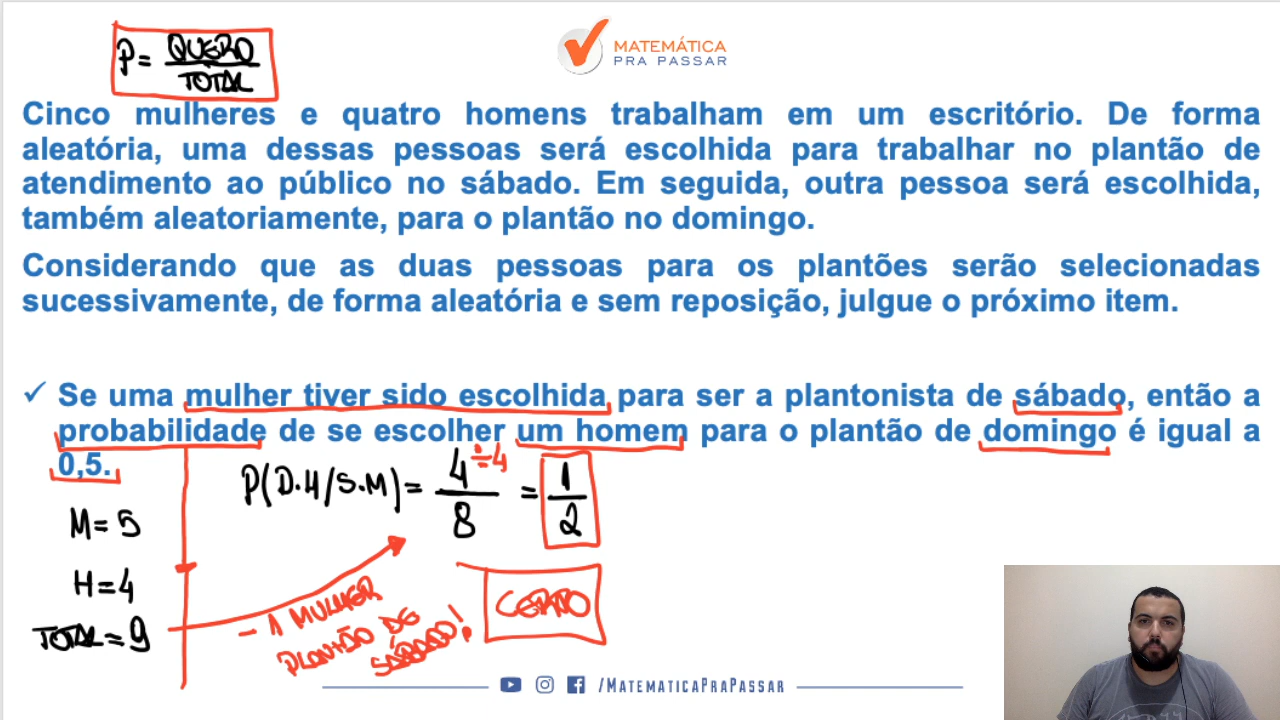 P = QUERO
TOTAL
MATEMÁTICA
PRA PASSAR
Cinco mulheres e quatro homens trabalham em um escritório. De forma
aleatória, uma dessas pessoas será escolhida para trabalhar no plantão de
atendimento ao público no sábado. Em seguida, outra pessoa será escolhida,
também aleatoriamente, para o plantão no domingo.
Considerando que as duas pessoas para os plantões serão selecionadas
sucessivamente, de forma aleatória e sem reposição, julgue o próximo item.
✓ Se uma mulher tiver sido escolhida para ser a plantonista de sábado, então a
probabilidade de se escolher um homem para o plantão de domingo é igual a
0,5.
P(D.H/S.M) = 4/8 ÷4 = 1/2
M = 5
H = 4
TOTAL = 9
- 1 MULHER
PLANTÃO DE
SÁBADO!
CERTO
/MATEMATICAPRAPASSAR